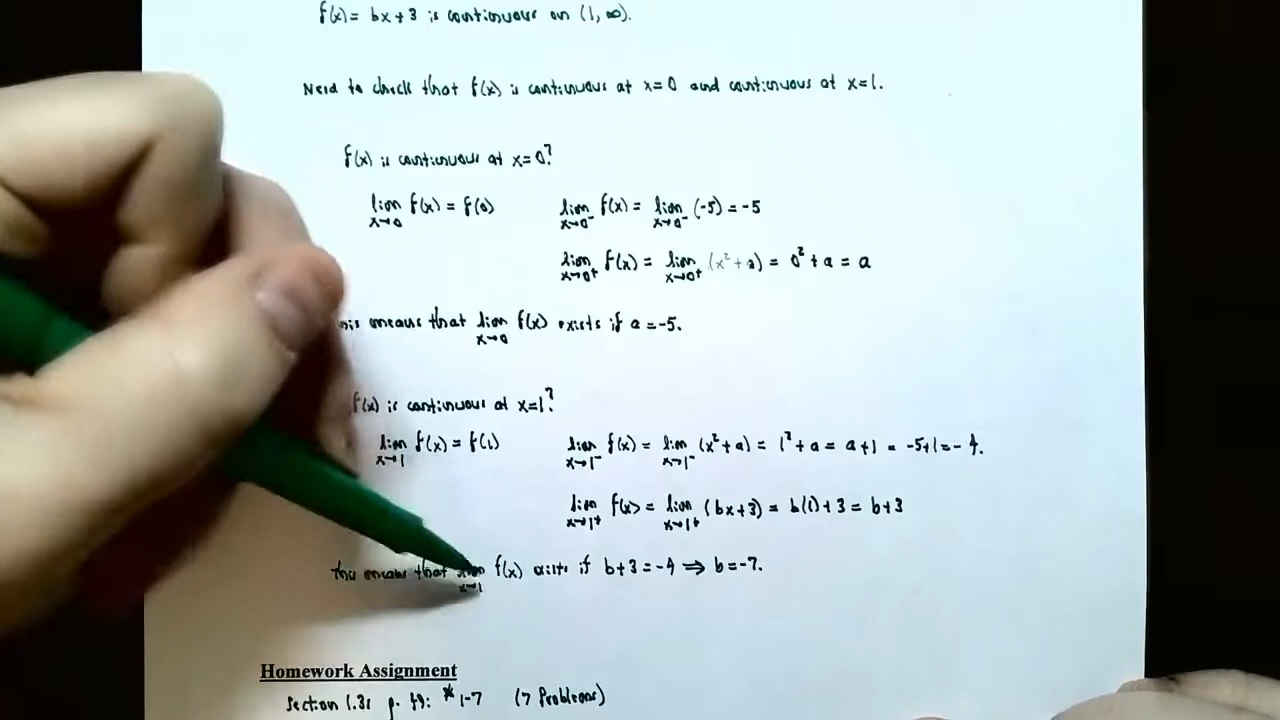 f(x) = bx+3 is continuous on (1, ∞).
Need to check that f(x) is continuous at x=0 and continuous at x=1.
f(x) is continuous at x=0?
lim x→0 f(x) = f(0) lim x→0⁻ f(x) = lim x→0⁻ (-5) = -5
lim x→0⁺ f(x) = lim x→0⁺ (x²+a) = 0²+a = a
means that lim x→0 f(x) exists if a=-5.
f(x) is continuous at x=1?
lim x→1 f(x) = f(1) lim x→1⁻ f(x) = lim x→1⁻ (x²+a) = 1²+a = a+1 = -5+1 = -4.
lim x→1⁺ f(x) = lim x→1⁺ (bx+3) = b(1)+3 = b+3
This means that lim x→1 f(x) exists if b+3=-4 ⇒ b=-7.
Homework Assignment
Section 1.3: p. #1-7 (7 Problems)